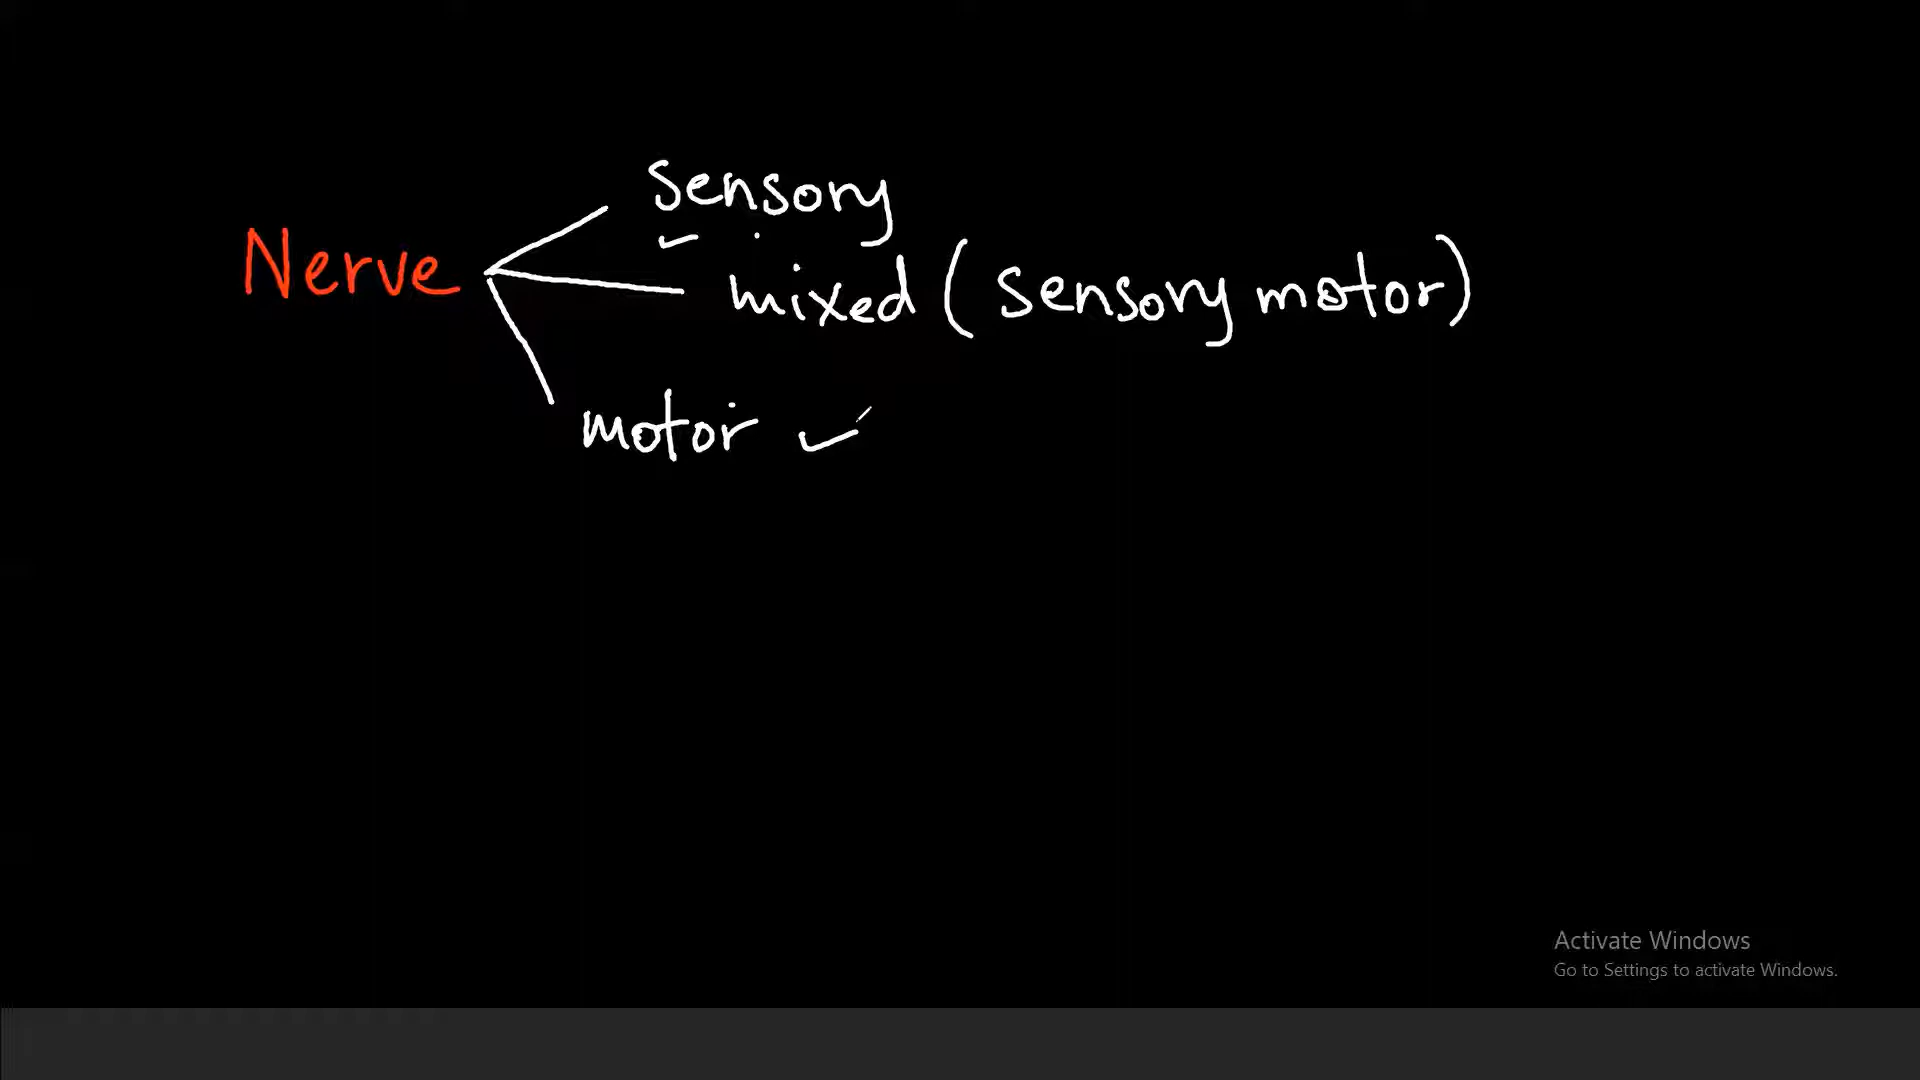 sensory
Nerve
mixed (sensory motor)
motor
Activate Windows
Go to Settings to activate Windows.